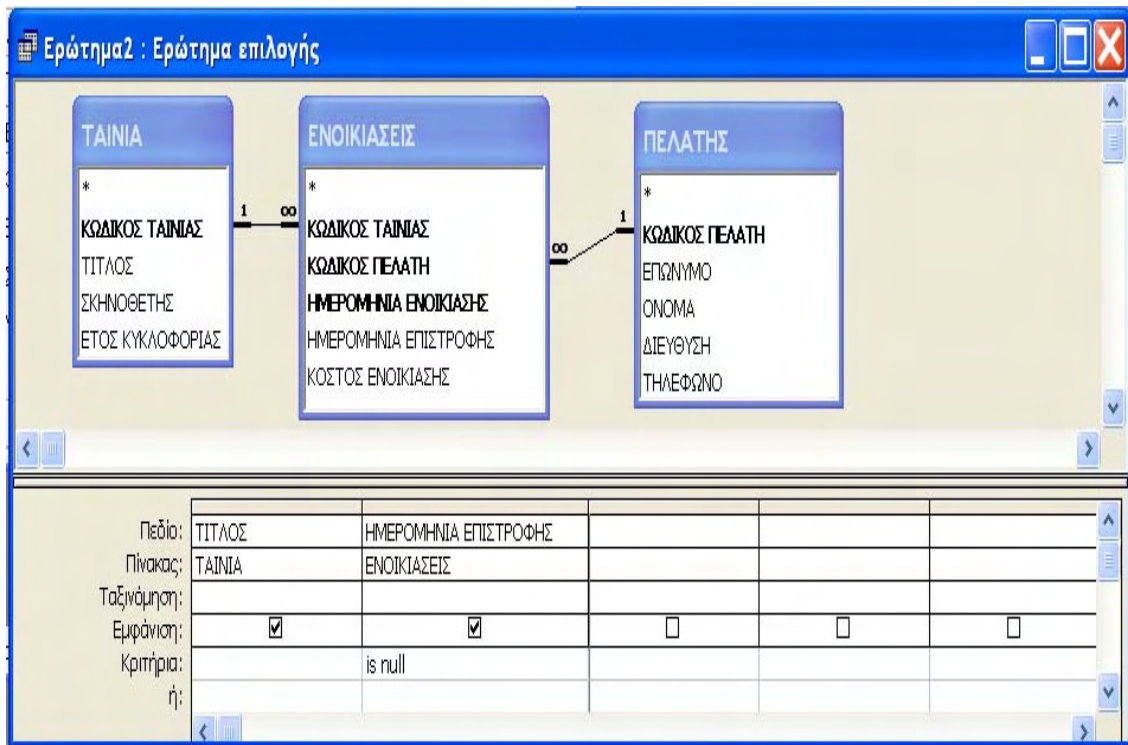 Ερώτημα2 : Ερώτημα επιλογής
ΤΑΙΝΙΑ
*
ΚΩΔΙΚΟΣ ΤΑΙΝΙΑΣ
ΤΙΤΛΟΣ
ΣΚΗΝΟΘΕΤΗΣ
ΕΤΟΣ ΚΥΚΛΟΦΟΡΙΑΣ
1 ∞
ΕΝΟΙΚΙΑΣΕΙΣ
*
ΚΩΔΙΚΟΣ ΤΑΙΝΙΑΣ
ΚΩΔΙΚΟΣ ΠΕΛΑΤΗ
ΗΜΕΡΟΜΗΝΙΑ ΕΝΟΙΚΙΑΣΗΣ
ΗΜΕΡΟΜΗΝΙΑ ΕΠΙΣΤΡΟΦΗΣ
ΚΟΣΤΟΣ ΕΝΟΙΚΙΑΣΗΣ
∞ 1
ΠΕΛΑΤΗΣ
*
ΚΩΔΙΚΟΣ ΠΕΛΑΤΗ
ΕΠΩΝΥΜΟ
ΟΝΟΜΑ
ΔΙΕΥΘΥΣΗ
ΤΗΛΕΦΩΝΟ
Πεδίο: ΤΙΤΛΟΣ ΗΜΕΡΟΜΗΝΙΑ ΕΠΙΣΤΡΟΦΗΣ
Πίνακας: ΤΑΙΝΙΑ ΕΝΟΙΚΙΑΣΕΙΣ
Ταξινόμηση:
Εμφάνιση:
Κριτήρια: is null
ή: